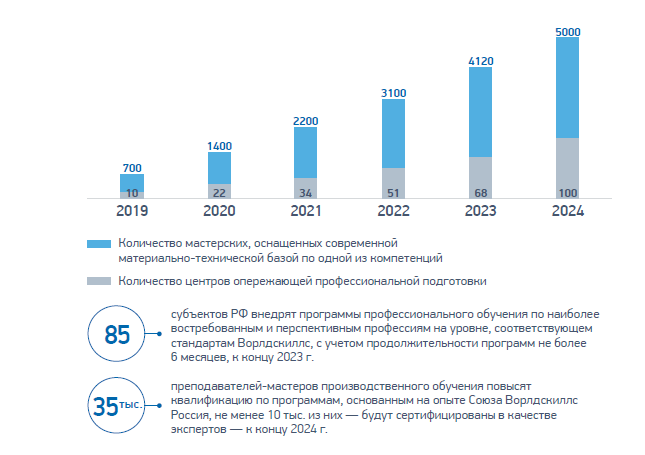 5000
4120
3100
2200
1400
700
10 22 34 51 68 100
2019 2020 2021 2022 2023 2024
Количество мастерских, оснащенных современной
материально-технической базой по одной из компетенций
Количество центров опережающей профессиональной подготовки
85
субъектов РФ внедрят программы профессионального обучения по наиболее
востребованным и перспективным профессиям на уровне, соответствующем
стандартам Ворлдскиллс, с учетом продолжительности программ не более
6 месяцев, к концу 2023 г.
35 тыс.
преподавателей-мастеров производственного обучения повысят
квалификацию по программам, основанным на опыте Союза Ворлдскиллс
Россия, не менее 10 тыс. из них — будут сертифицированы в качестве
экспертов — к концу 2024 г.